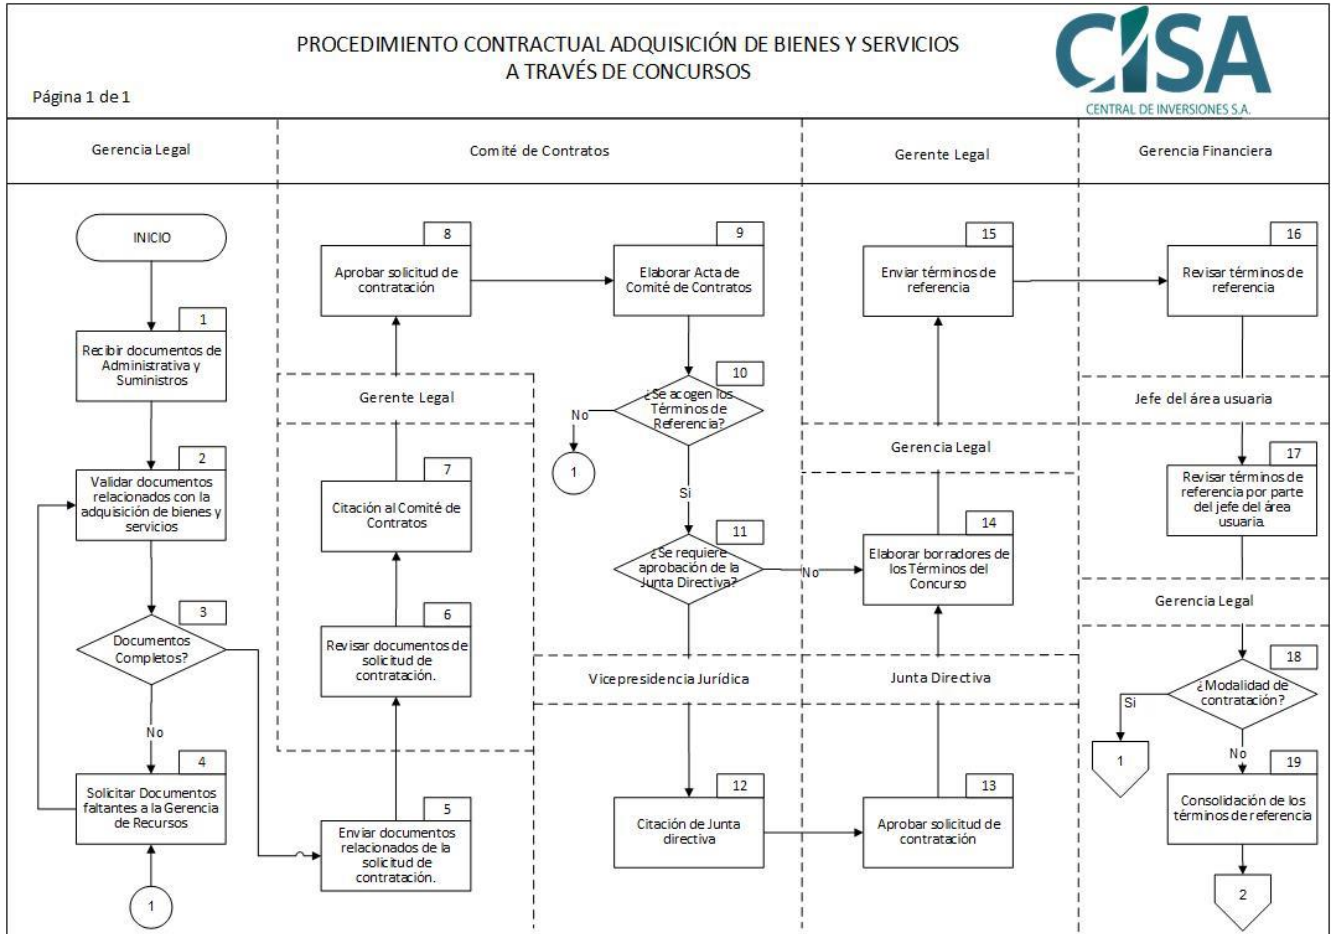 PROCEDIMIENTO CONTRACTUAL ADQUISICIÓN DE BIENES Y SERVICIOS
A TRAVÉS DE CONCURSOS
CISA
CENTRAL DE INVERSIONES S.A.
Página 1 de 1
Gerencia Legal
Comité de Contratos
Gerente Legal
Gerencia Financiera
INICIO
1
Recibir documentos de
Administrativa y
Suministros
2
Validar documentos
relacionados con la
adquisición de bienes y
servicios
3
Documentos
Completos?
No
4
Solicitar Documentos
faltantes a la Gerencia
de Recursos
1
8
Aprobar solicitud de
contratación
Gerente Legal
7
Citación al Comité de
Contratos
6
Revisar documentos de
solicitud de
contratación.
5
Enviar documentos
relacionados de la
solicitud de
contratación.
9
Elaborar Acta de
Comité de Contratos
10
¿Se acogen los
Términos de
Referencia?
No
1
Si
11
¿Se requiere
aprobación de la
Junta Directiva?
No
Vicepresidencia Jurídica
12
Citación de Junta
directiva
15
Enviar términos de
referencia
Gerencia Legal
14
Elaborar borradores de
los Términos del
Concurso
Junta Directiva
13
Aprobar solicitud de
contratación
16
Revisar términos de
referencia
Jefe del área usuaria
17
Revisar términos de
referencia por parte
del jefe del área
usuaria.
Gerencia Legal
18
¿Modalidad de
contratación?
Si
1
No
19
Consolidación de los
términos de referencia
2